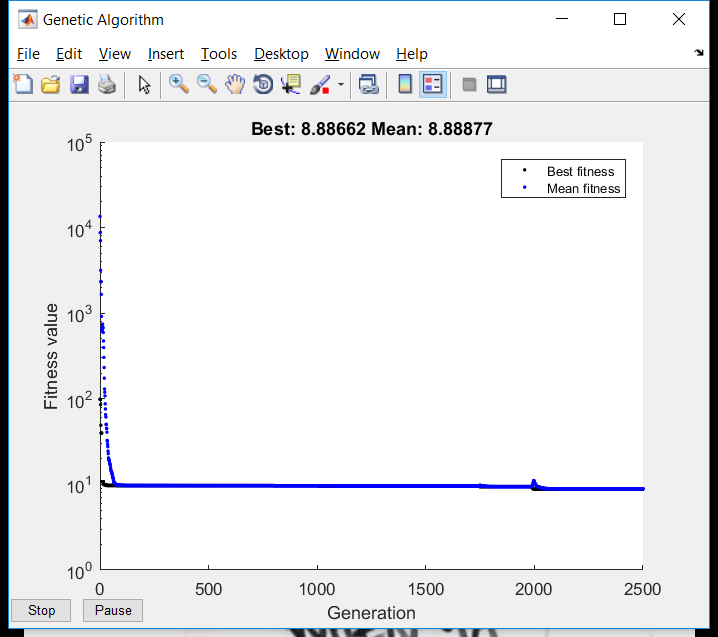 Genetic Algorithm
File Edit View Insert Tools Desktop Window Help
Best: 8.88662 Mean: 8.88877
Best fitness
Mean fitness
10^5
10^4
10^3
10^2
10^1
10^0
Fitness value
0 500 1000 1500 2000 2500
Generation
Stop Pause